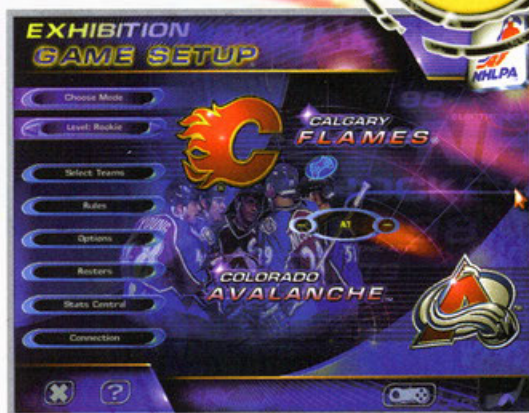 EXHIBITION
GAME SETUP
NHLPA
Choose Mode
Level: Rookie
CALGARY
FLAMES
Select Teams
Rules
AT
Options
Rosters
COLORADO
AVALANCHE
Stats Central
Connection
?